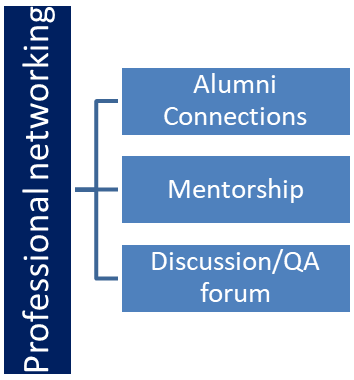 Professional networking
Alumni
Connections
Mentorship
Discussion/QA
forum